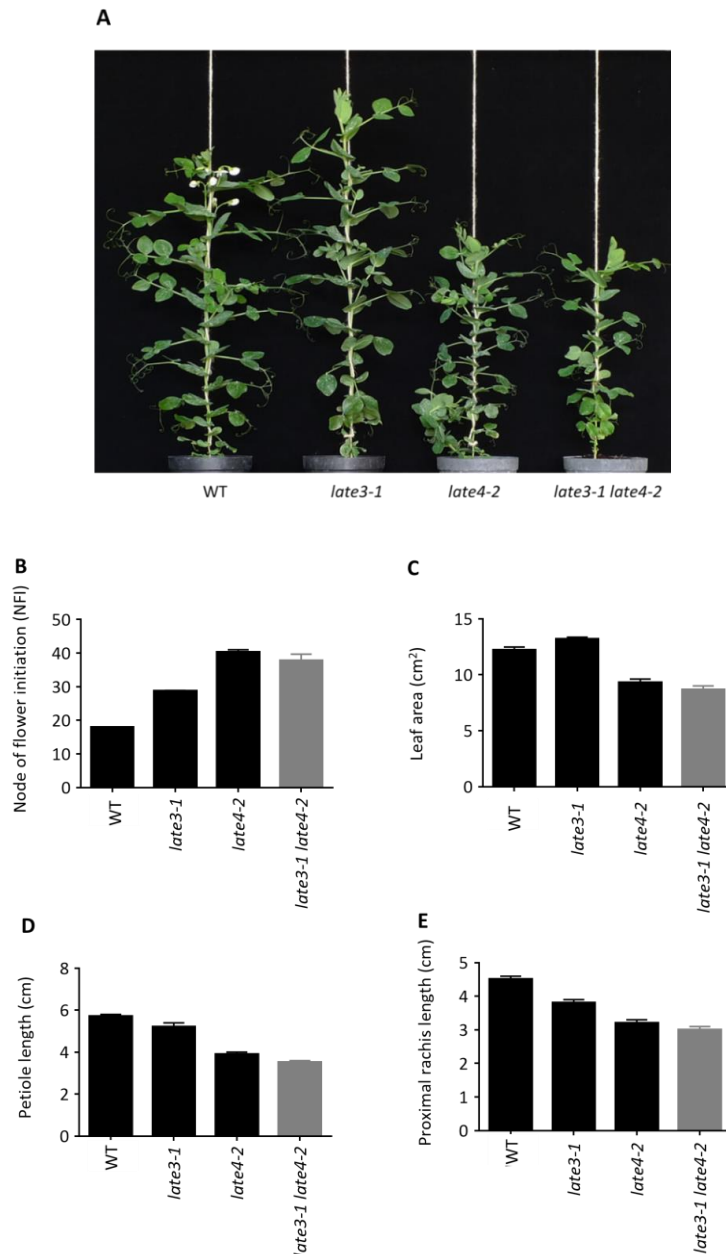 A
WT
late3-1
late4-2
late3-1 late4-2
B
Node of flower initiation (NFI)
50
40
30
20
10
0
WT
late3-1
late4-2
late3-1 late4-2
C
Leaf area (cm²)
15
10
5
0
WT
late3-1
late4-2
late3-1 late4-2
D
Petiole length (cm)
8
6
4
2
0
WT
late3-1
late4-2
late3-1 late4-2
E
Proximal rachis length (cm)
5
4
3
2
1
0
WT
late3-1
late4-2
late3-1 late4-2